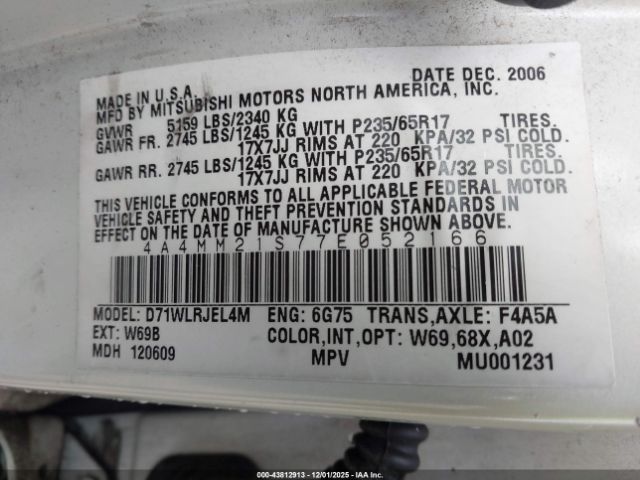 MADE IN U.S.A. DATE DEC. 2006
MFD BY MITSUBISHI MOTORS NORTH AMERICA, INC.
GVWR 5159 LBS/2340 KG
GAWR FR. 2745 LBS/1245 KG WITH P235/65R17 TIRES.
17X7JJ RIMS AT 220 KPA/32 PSI COLD.
GAWR RR. 2745 LBS/1245 KG WITH P235/65R17 TIRES.
17X7JJ RIMS AT 220 KPA/32 PSI COLD.
THIS VEHICLE CONFORMS TO ALL APPLICABLE FEDERAL MOTOR
VEHICLE SAFETY AND THEFT PREVENTION STANDARDS IN
EFFECT ON THE DATE OF MANUFACTURE SHOWN ABOVE.
4A4MM21S77E052166
MODEL: D71WLRJEL4M ENG: 6G75 TRANS,AXLE: F4A5A
EXT: W69B COLOR,INT,OPT: W69,68X,A02
MDH 120609 MPV MU001231
000-43812913 - 12/01/2025 - IAAI.COM